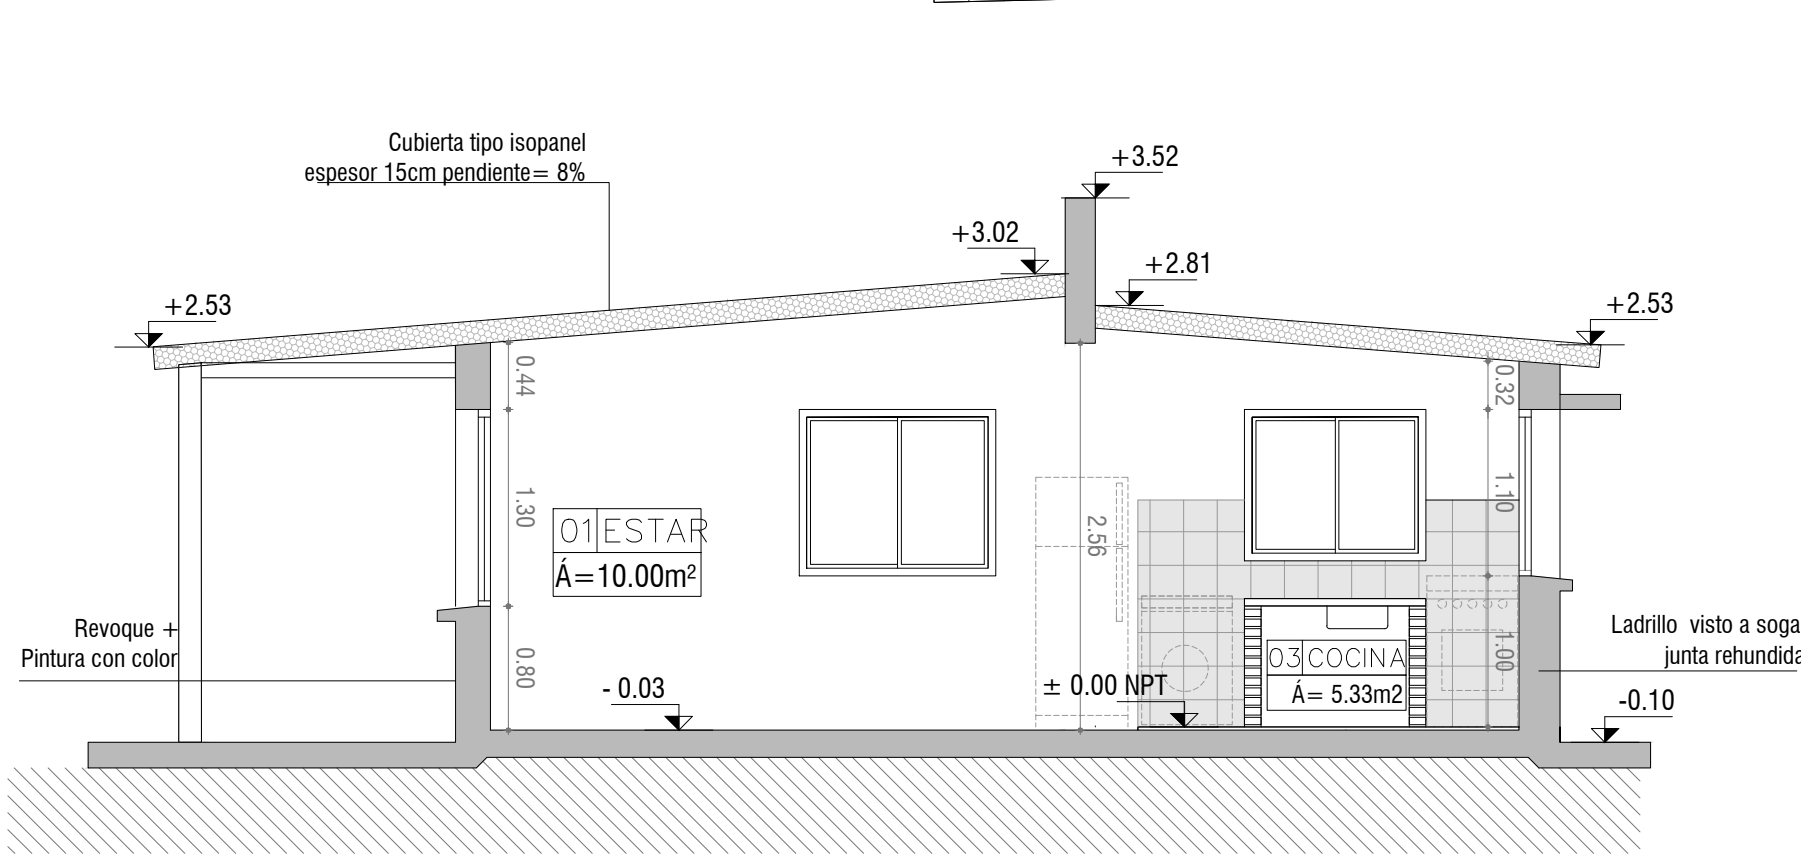 Cubierta tipo isopanel
espesor 15cm pendiente= 8%
+3.52
+3.02
+2.81
+2.53
+2.53
0.44
0.32
1.30
1.10
2.56
01 ESTAR
Á=10.00m²
Revoque +
Pintura con color
0.80
1.00
Ladrillo visto a soga
junta rehundida
03 COCINA
Á= 5.33m2
- 0.03
± 0.00 NPT
-0.10